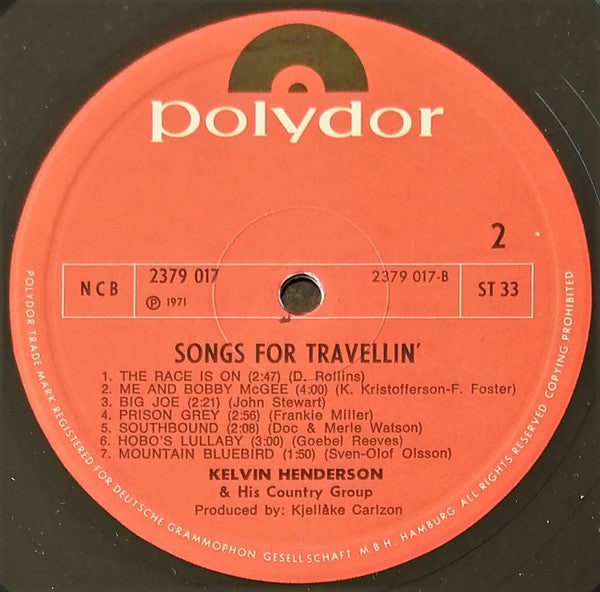 polydor
2
NCB
2379 017
℗ 1971
2379 017-B
ST 33
SONGS FOR TRAVELLIN'
1. THE RACE IS ON (2:47) (D. Rollins)
2. ME AND BOBBY McGEE (4:00) (K. Kristofferson-F. Foster)
3. BIG JOE (2:21) (John Stewart)
4. PRISON GREY (2:56) (Frankie Miller)
5. SOUTHBOUND (2:08) (Doc & Merle Watson)
6. HOBO'S LULLABY (3:00) (Goebel Reeves)
7. MOUNTAIN BLUEBIRD (1:50) (Sven-Olof Olsson)
KELVIN HENDERSON
& His Country Group
Produced by: Kjellåke Carlzon
POLYDOR TRADE MARK REGISTERED FOR DEUTSCHE GRAMMOPHON GESELLSCHAFT M B H, HAMBURG ALL RIGHTS RESERVED COPYING PROHIBITED